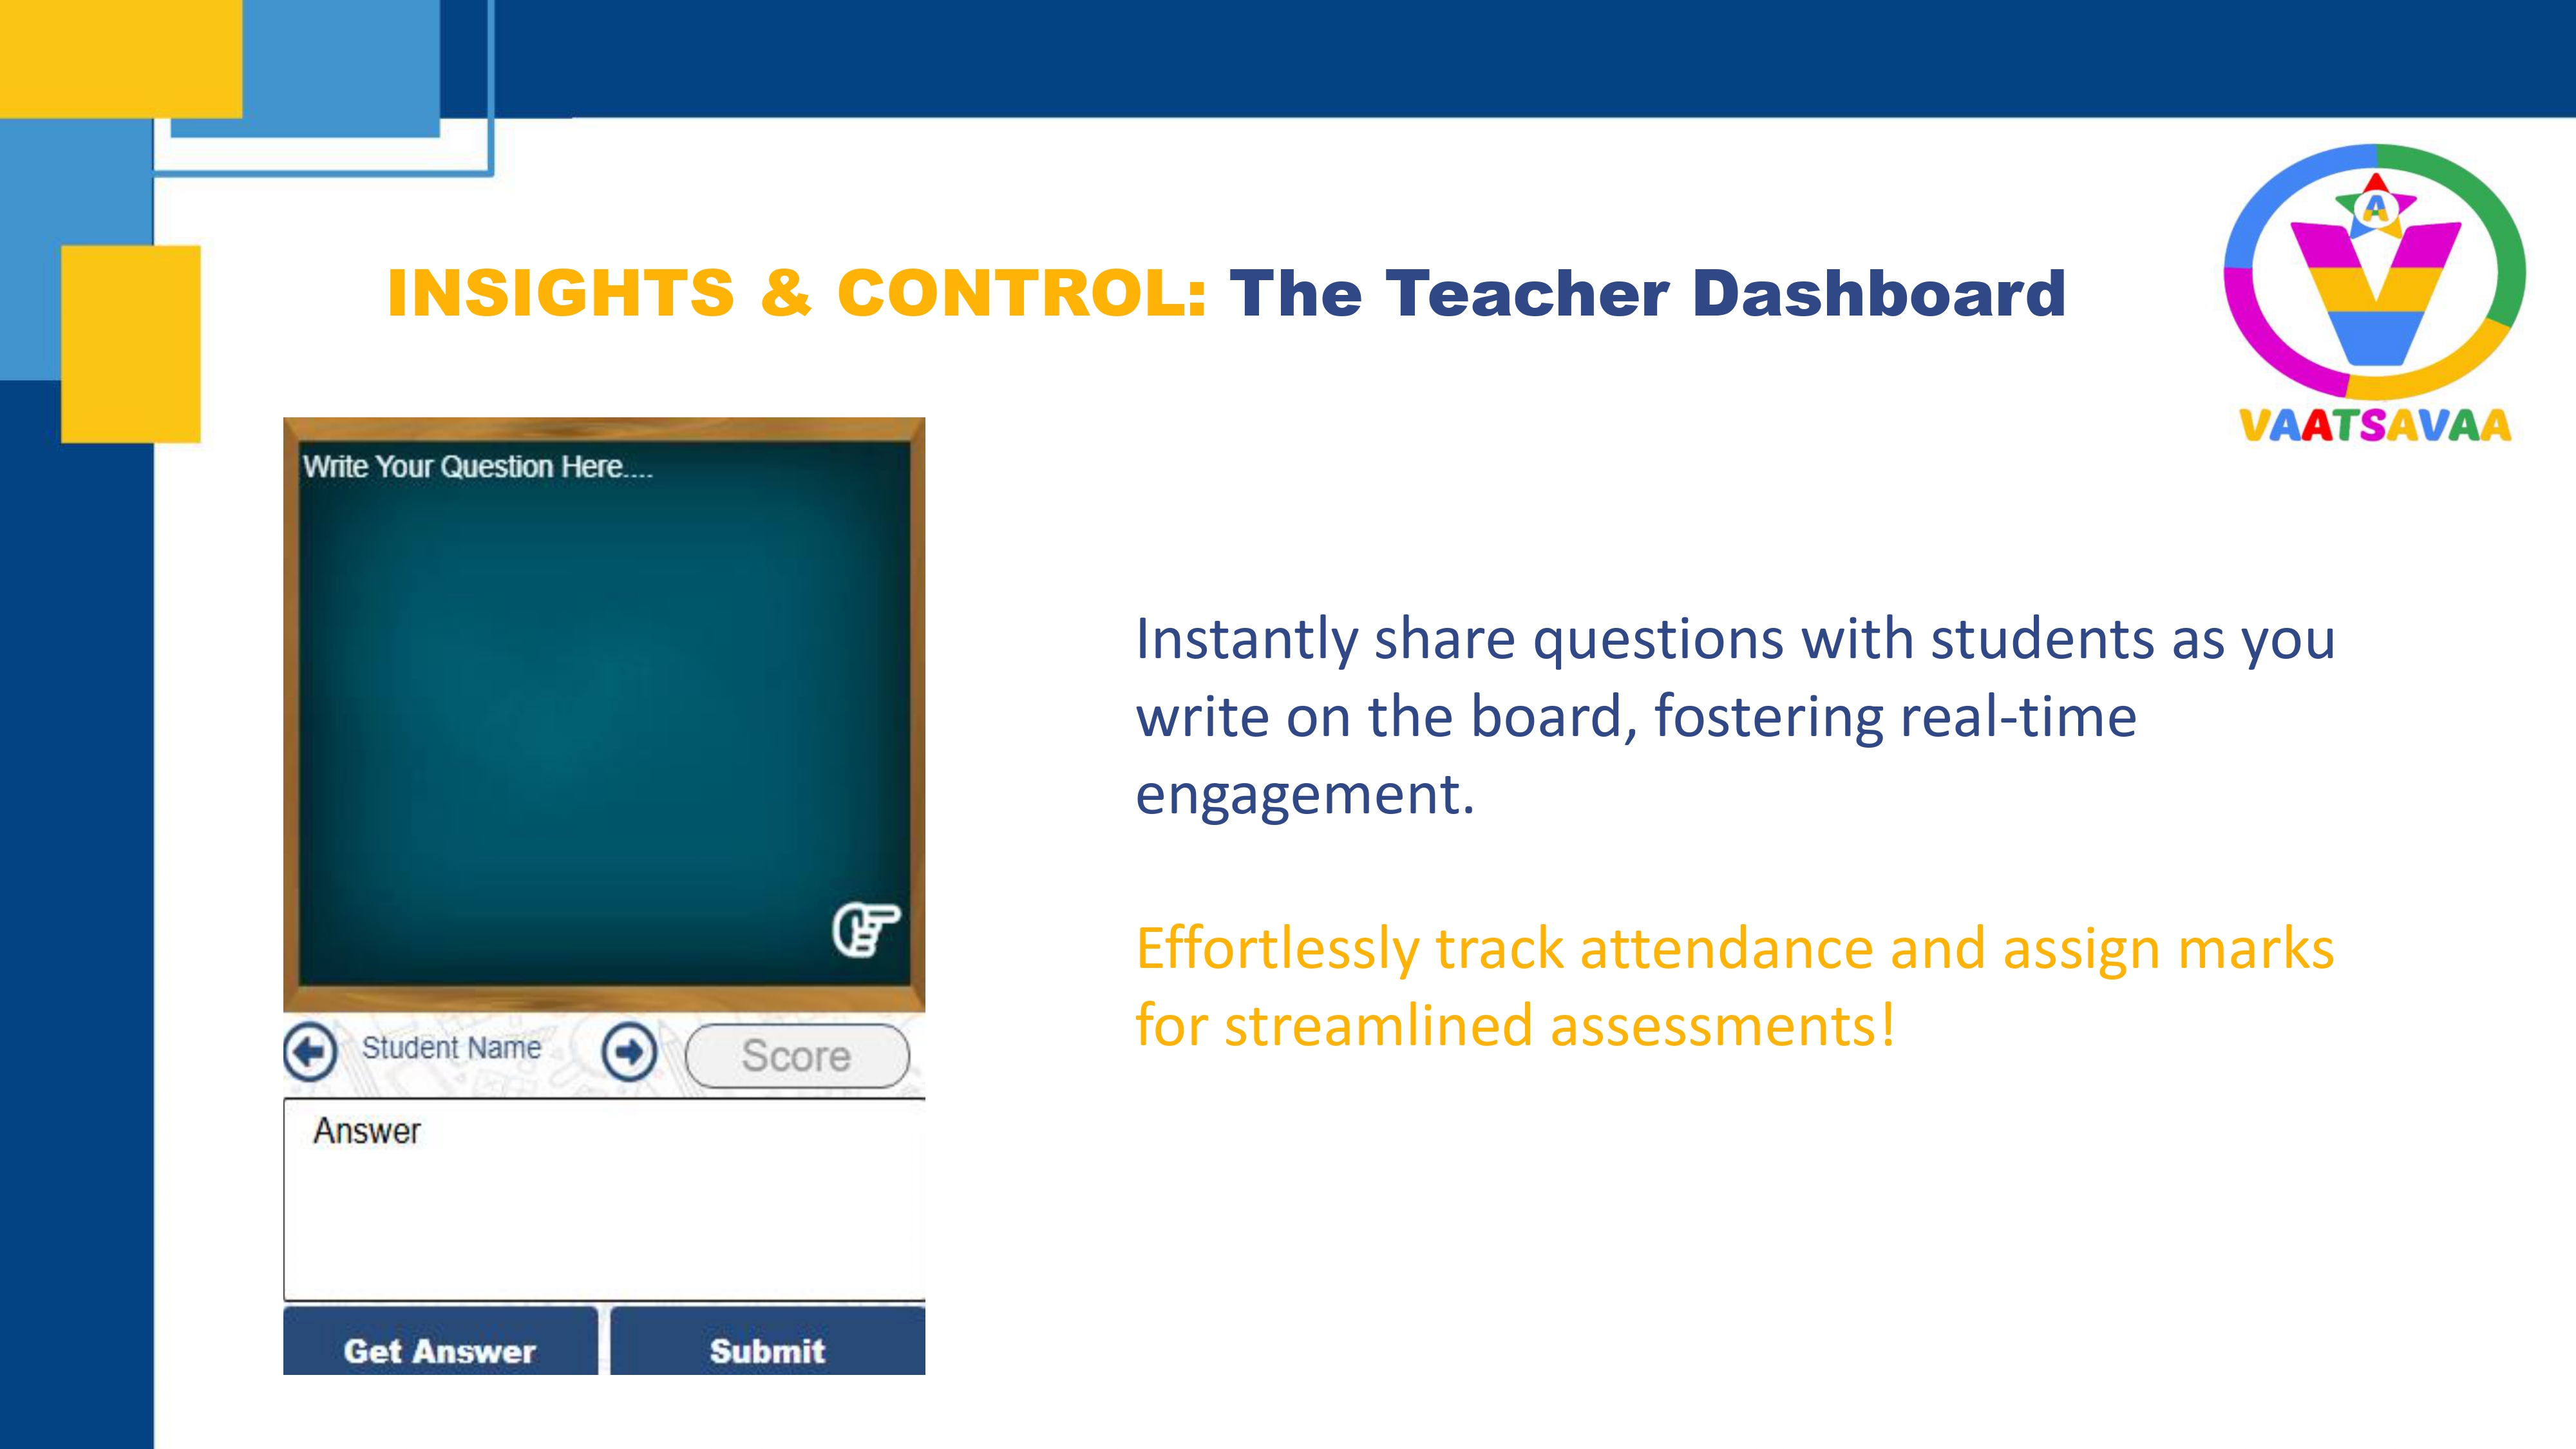 INSIGHTS & CONTROL: The Teacher Dashboard
A
V
VAATSAVAA
Write Your Question Here....
Student Name
Score
Answer
Get Answer
Submit
Instantly share questions with students as you
write on the board, fostering real-time
engagement.
Effortlessly track attendance and assign marks
for streamlined assessments!